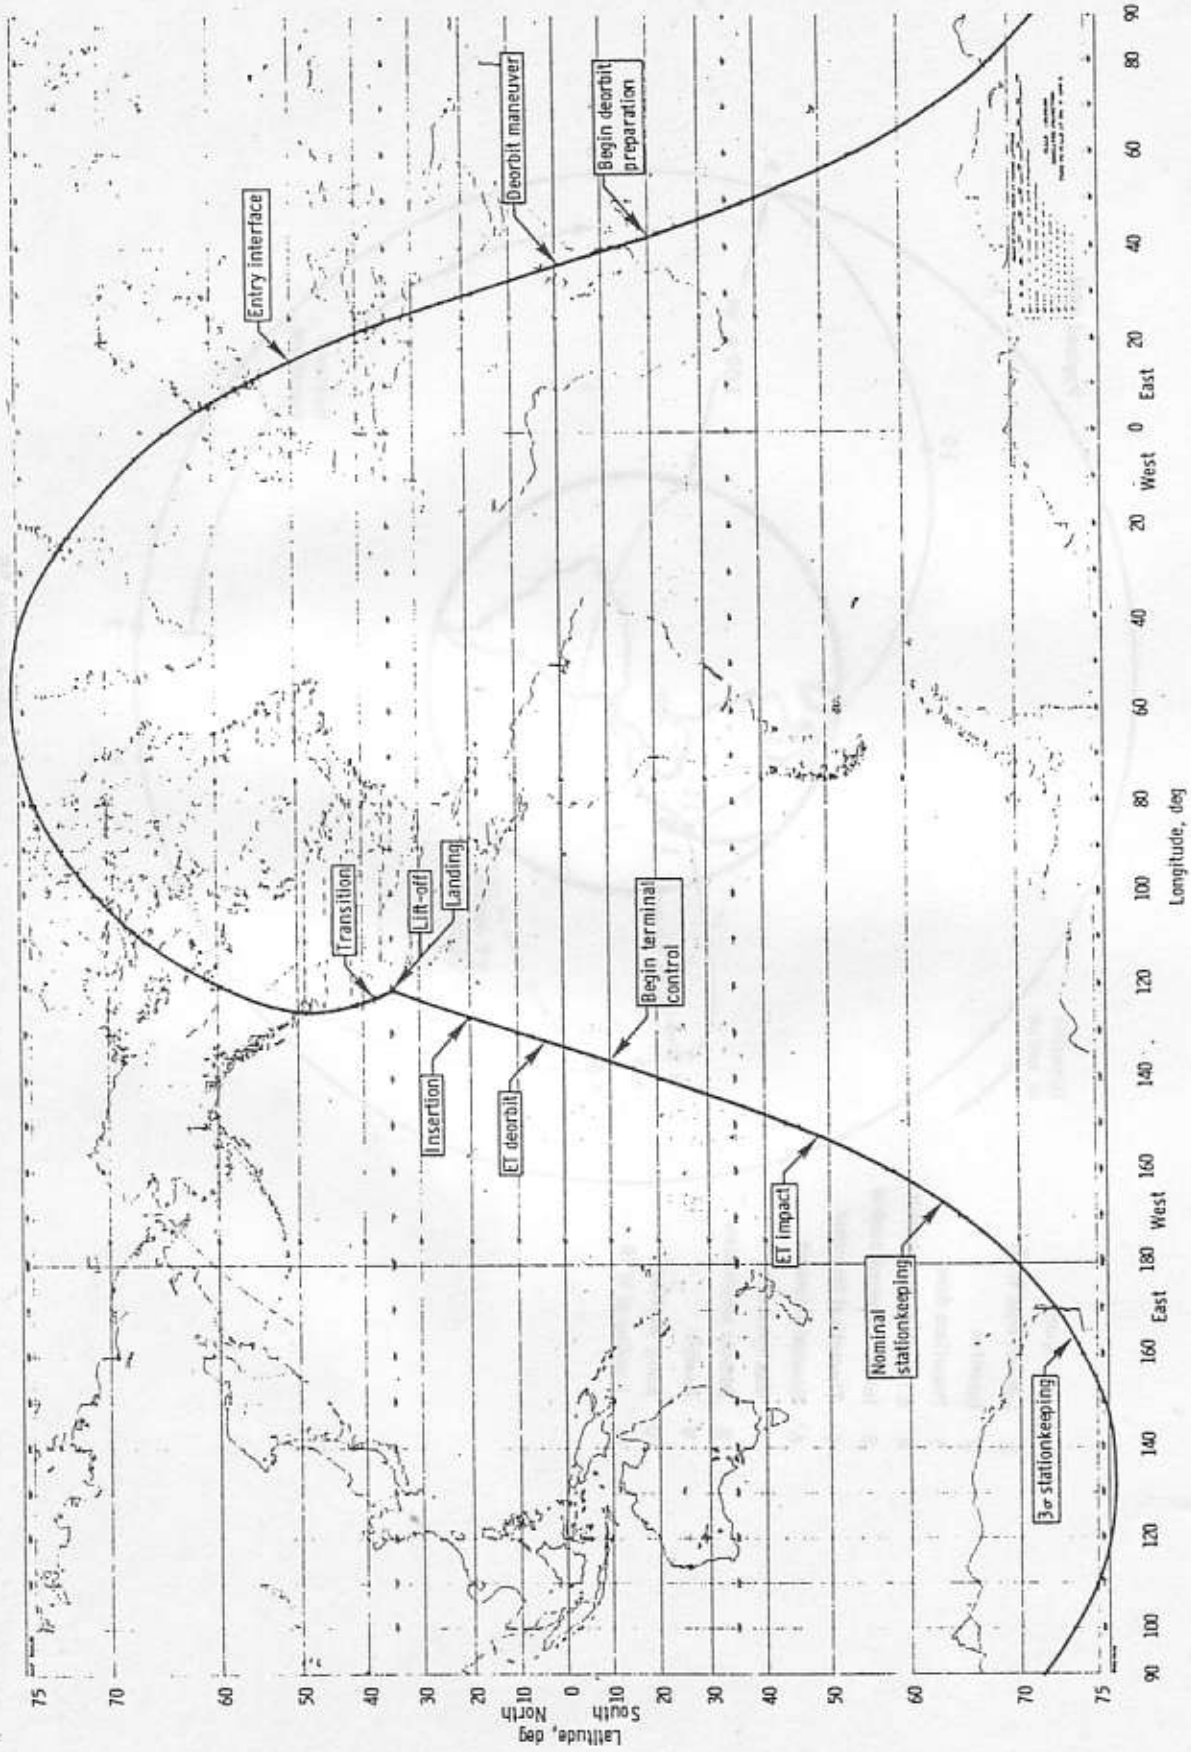 Entry interface
Deorbit maneuver
Begin deorbit
preparation
Transition
Lift-off
Landing
Insertion
ET deorbit
Begin terminal
control
ET impact
Nominal
stationkeeping
3σ stationkeeping
Latitude, deg
North
South
75
70
60
50
40
30
20
10
0
10
20
30
40
50
60
70
75
90
100
120
140
160
180
160
140
120
100
80
60
40
20
0
20
40
60
80
90
East
West
West
East
Longitude, deg